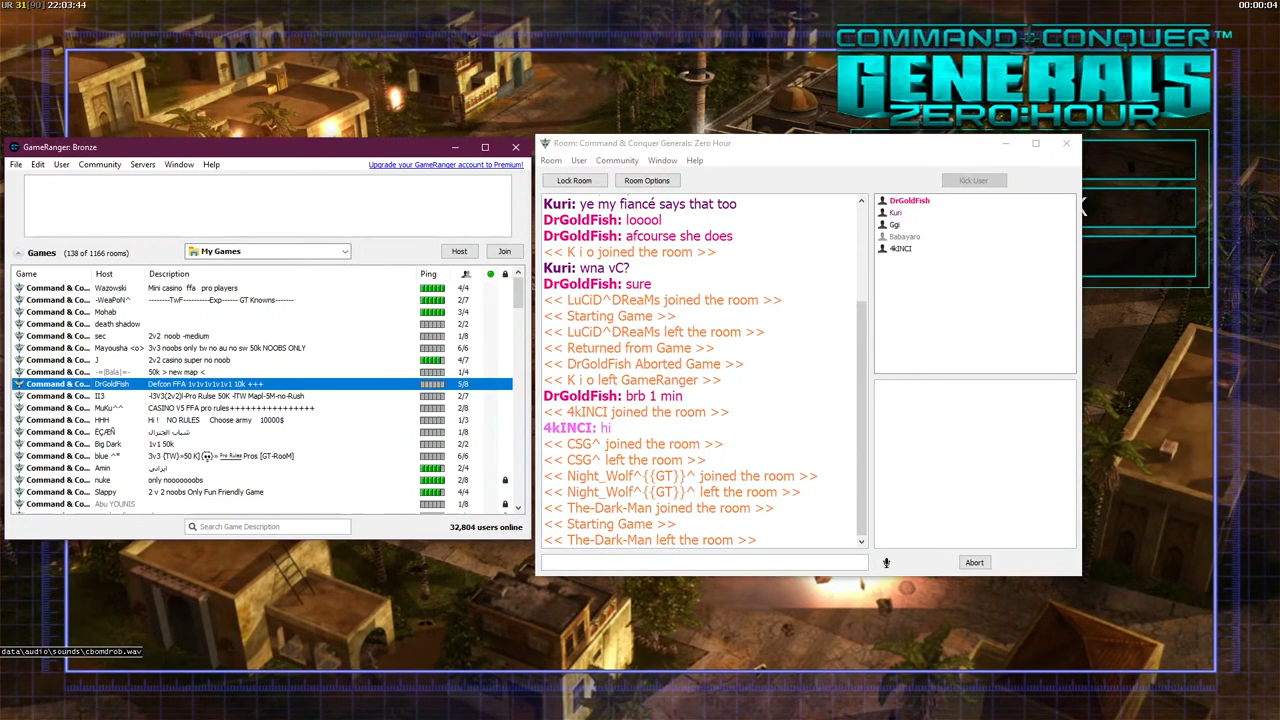 UR 31[90] 22:03:44
00:00:04
COMMAND & CONQUER™
GENERALS
ZERO:HOUR
GameRanger: Bronze
File Edit User Community Servers Window Help
Upgrade your GameRanger account to Premium!
Games (138 of 1166 rooms)
My Games
Host
Join
Game Host Description Ping
Command & Co... Wazowski Mini casino ffa pro players 4/4
Command & Co... -WeaPoN^ --------TwF----------Exp------ GT Knowns------- 2/7
Command & Co... Mohab 3/4
Command & Co... death shadow 2/2
Command & Co... sec 2v2 noob -medium 1/8
Command & Co... Mayousha <o> 3v3 noobs only tw no au no sw 50k NOOBS ONLY 6/6
Command & Co... J 2v2 casino super no noob 4/7
Command & Co... -=|Bala|=- 50k > new map < 1/4
Command & Co... DrGoldFish Defcon FFA 1v1v1v1v1v1 10k +++ 5/8
Command & Co... II3 -l3V3(2v2)l-Pro Rulse 50K -lTW Mapl-5M-no-Rush 2/7
Command & Co... MuKu^^ CASINO V5 FFA pro rules++++++++++++++++ 2/8
Command & Co... HHH Hi ! NO RULES Choose army 10000$ 1/3
Command & Co... شباب الجنرال 1/8
Command & Co... Big Dark 1v1 50k 2/2
Command & Co... blue ^* 3v3 {TW}»50 K Pro Rules Pros [GT-RooM] 6/6
Command & Co... Amin ايراني 2/4
Command & Co... nuke only nooooooobs 2/8
Command & Co... Slappy 2 v 2 noobs Only Fun Friendly Game 4/4
Command & Co... Abu YOUNIS 1/8
Search Game Description
32,804 users online
Room: Command & Conquer Generals: Zero Hour
Room User Community Window Help
Lock Room
Room Options
Kick User
Kuri: ye my fiancé says that too
DrGoldFish: looool
DrGoldFish: afcourse she does
<< K i o joined the room >>
Kuri: wna vC?
DrGoldFish: sure
<< LuCiD^DReaMs joined the room >>
<< Starting Game >>
<< LuCiD^DReaMs left the room >>
<< Returned from Game >>
<< DrGoldFish Aborted Game >>
<< K i o left GameRanger >>
DrGoldFish: brb 1 min
<< 4kINCI joined the room >>
4kINCI: hi
<< CSG^ joined the room >>
<< CSG^ left the room >>
<< Night_Wolf^{{GT}}^ joined the room >>
<< Night_Wolf^{{GT}}^ left the room >>
<< The-Dark-Man joined the room >>
<< Starting Game >>
<< The-Dark-Man left the room >>
DrGoldFish
Kuri
Ggi
Babayaro
4kINCI
Abort
K
data\audio\sounds\cbomdrob.wav